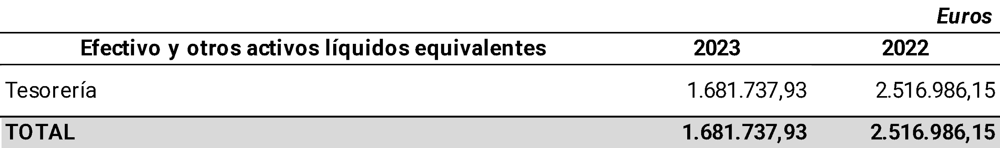 Euros
Efectivo y otros activos líquidos equivalentes 2023 2022
Tesorería 1.681.737,93 2.516.986,15
TOTAL 1.681.737,93 2.516.986,15